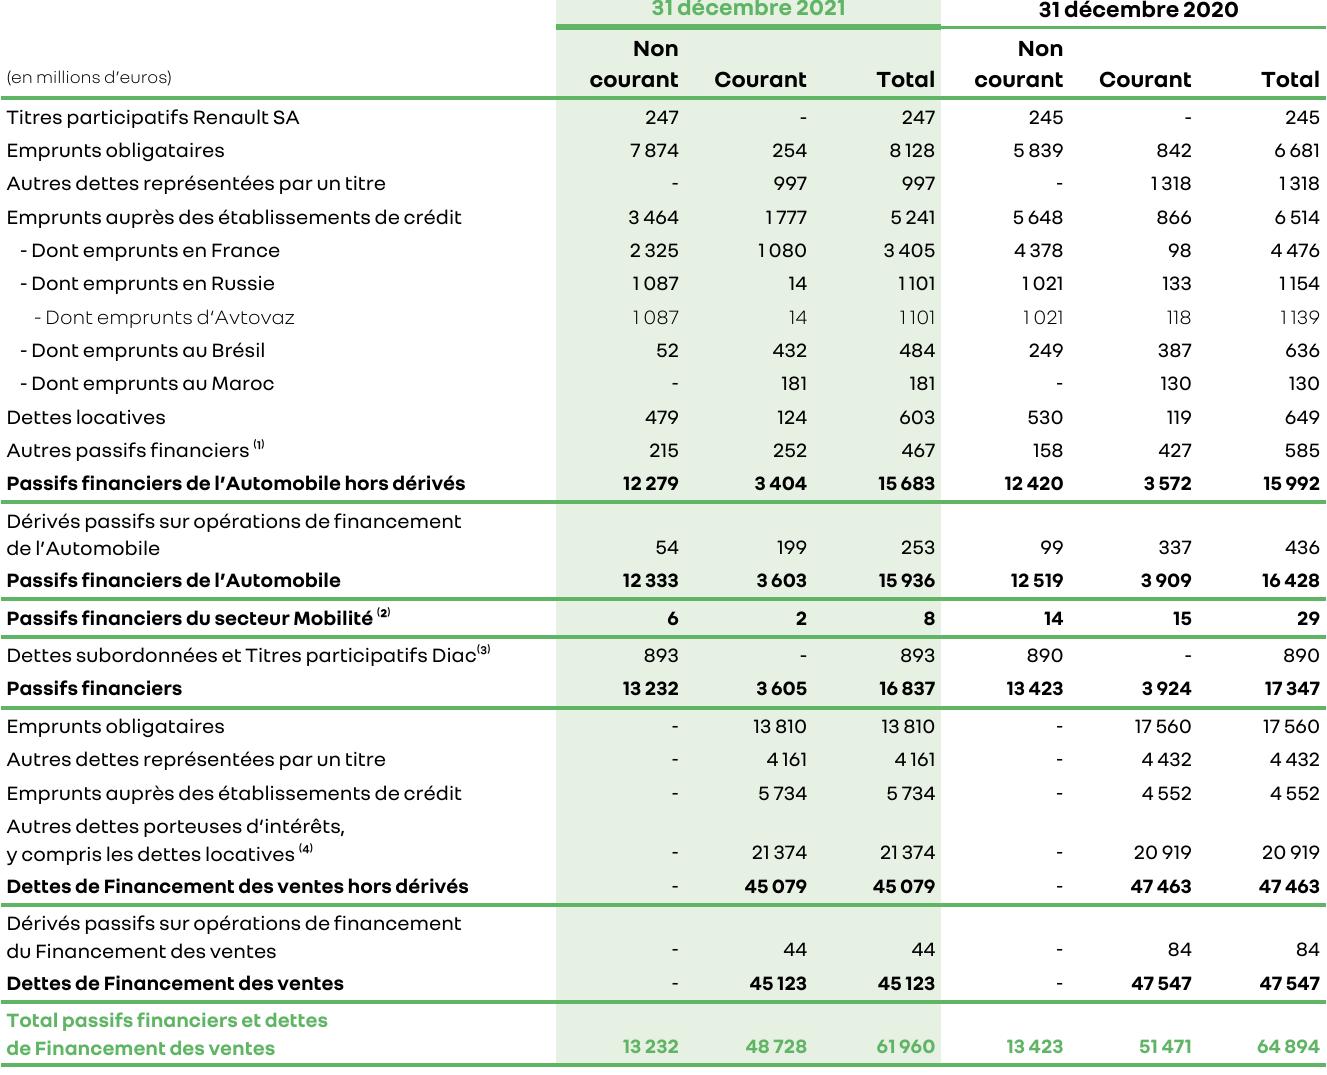 31 décembre 2021 31 décembre 2020
Non Non
(en millions d’euros) courant Courant Total courant Courant Total
Titres participatifs Renault SA 247 - 247 245 - 245
Emprunts obligataires 7 874 254 8 128 5 839 842 6 681
Autres dettes représentées par un titre - 997 997 - 1 318 1 318
Emprunts auprès des établissements de crédit 3 464 1 777 5 241 5 648 866 6 514
- Dont emprunts en France 2 325 1 080 3 405 4 378 98 4 476
- Dont emprunts en Russie 1 087 14 1 101 1 021 133 1 154
- Dont emprunts d’Avtovaz 1 087 14 1 101 1 021 118 1 139
- Dont emprunts au Brésil 52 432 484 249 387 636
- Dont emprunts au Maroc - 181 181 - 130 130
Dettes locatives 479 124 603 530 119 649
Autres passifs financiers (1) 215 252 467 158 427 585
Passifs financiers de l’Automobile hors dérivés 12 279 3 404 15 683 12 420 3 572 15 992
Dérivés passifs sur opérations de financement
de l’Automobile 54 199 253 99 337 436
Passifs financiers de l’Automobile 12 333 3 603 15 936 12 519 3 909 16 428
Passifs financiers du secteur Mobilité (2) 6 2 8 14 15 29
Dettes subordonnées et Titres participatifs Diac(3) 893 - 893 890 - 890
Passifs financiers 13 232 3 605 16 837 13 423 3 924 17 347
Emprunts obligataires - 13 810 13 810 - 17 560 17 560
Autres dettes représentées par un titre - 4 161 4 161 - 4 432 4 432
Emprunts auprès des établissements de crédit - 5 734 5 734 - 4 552 4 552
Autres dettes porteuses d’intérêts,
y compris les dettes locatives (4) - 21 374 21 374 - 20 919 20 919
Dettes de Financement des ventes hors dérivés - 45 079 45 079 - 47 463 47 463
Dérivés passifs sur opérations de financement
du Financement des ventes - 44 44 - 84 84
Dettes de Financement des ventes - 45 123 45 123 - 47 547 47 547
Total passifs financiers et dettes
de Financement des ventes 13 232 48 728 61 960 13 423 51 471 64 894